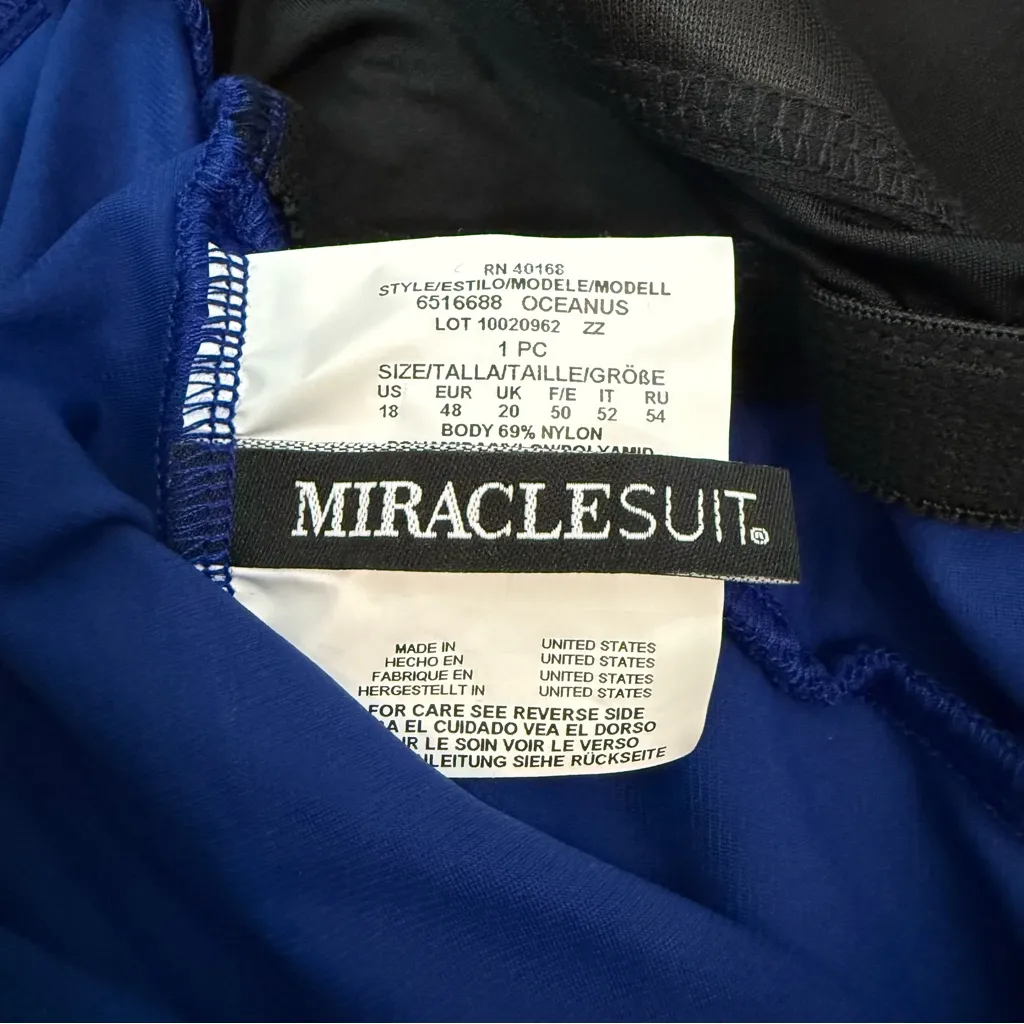 RN 40168
STYLE/ESTILO/MODELE/MODELL
6516688 OCEANUS
LOT 10020962 ZZ
1 PC
SIZE/TALLA/TAILLE/GRÖßE
US EUR UK F/E IT RU
18 48 20 50 52 54
BODY 69% NYLON
MIRACLESUIT®
MADE IN UNITED STATES
HECHO EN UNITED STATES
FABRIQUE EN UNITED STATES
HERGESTELLT IN UNITED STATES
FOR CARE SEE REVERSE SIDE
EL CUIDADO VEA EL DORSO
LE SOIN VOIR LE VERSO
SIEHE RÜCKSEITE